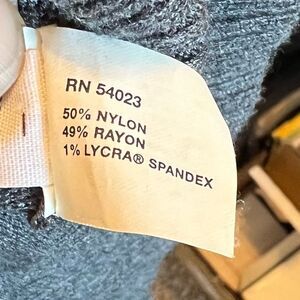 RN 54023
50% NYLON
49% RAYON
1% LYCRA® SPANDEX